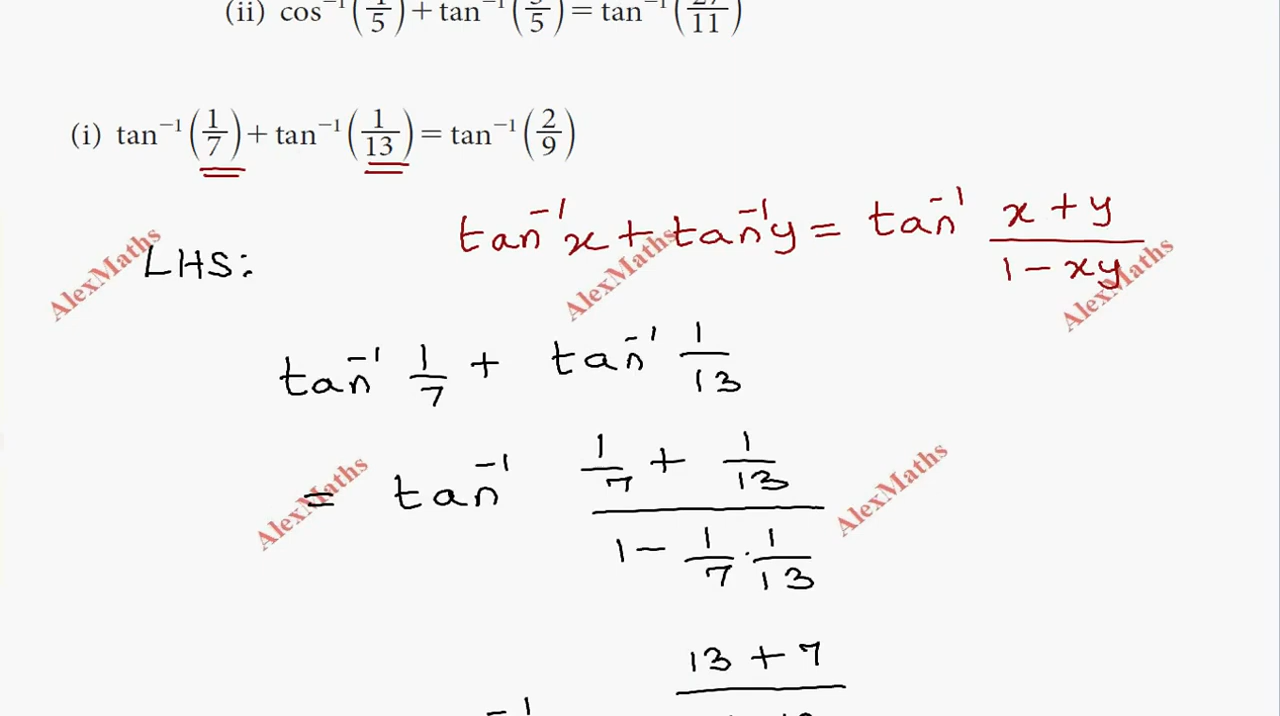 (ii) cos⁻¹(/5) + tan⁻¹(/5) = tan⁻¹(27/11)
(i) tan⁻¹(1/7) + tan⁻¹(1/13) = tan⁻¹(2/9)
tan⁻¹x + tan⁻¹y = tan⁻¹ (x + y)/(1 − xy)
LHS:
AlexMaths AlexMaths AlexMaths
tan⁻¹ 1/7 + tan⁻¹ 1/13
= tan⁻¹ (1/7 + 1/13)/(1 − 1/7 · 1/13)
AlexMaths AlexMaths
13 + 7
−1